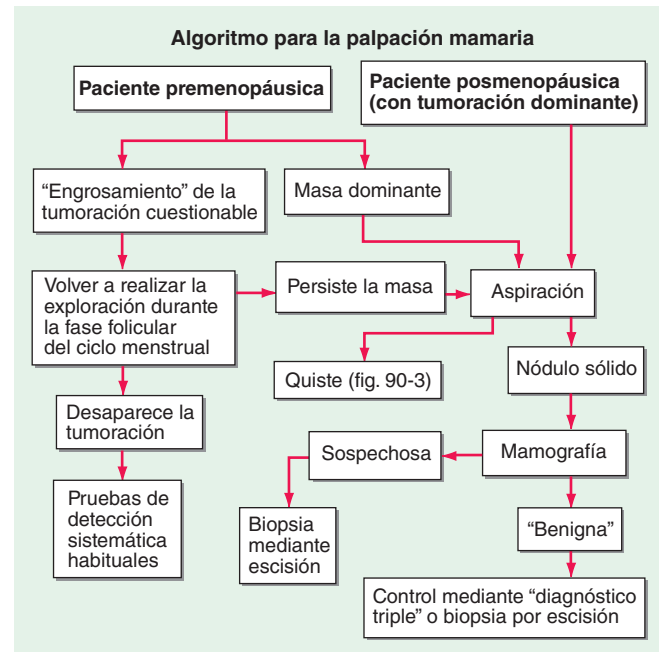 Algoritmo para la palpación mamaria
Paciente premenopáusica
Paciente posmenopáusica
(con tumoración dominante)
“Engrosamiento” de la
tumoración cuestionable
Masa dominante
Volver a realizar la
exploración durante
la fase folicular
del ciclo menstrual
Persiste la masa
Aspiración
Quiste (fig. 90-3)
Nódulo sólido
Desaparece la
tumoración
Sospechosa
Mamografía
Pruebas de
detección
sistemática
habituales
Biopsia
mediante
escisión
“Benigna”
Control mediante “diagnóstico
triple” o biopsia por escisión